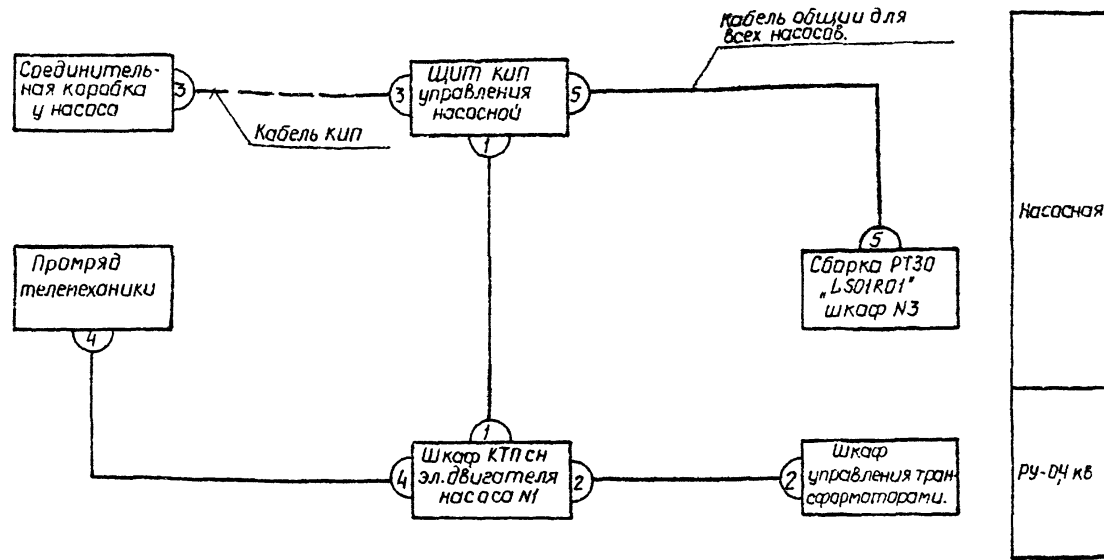 Кабель общий для
всех насосов.
Соединитель-
ная коробка
у насоса
3
Кабель КИП
3
ЩИТ КИП
управления
насосной
5
1
Насосная
Промряд
телемеханики
4
5
Сборка РТ30
„LS01R01"
шкаф N3
1
4
Шкаф КТП СН
эл.двигателя
насоса N1
2
2
Шкаф
управления тран-
сформаторами.
РУ-0,4 кв